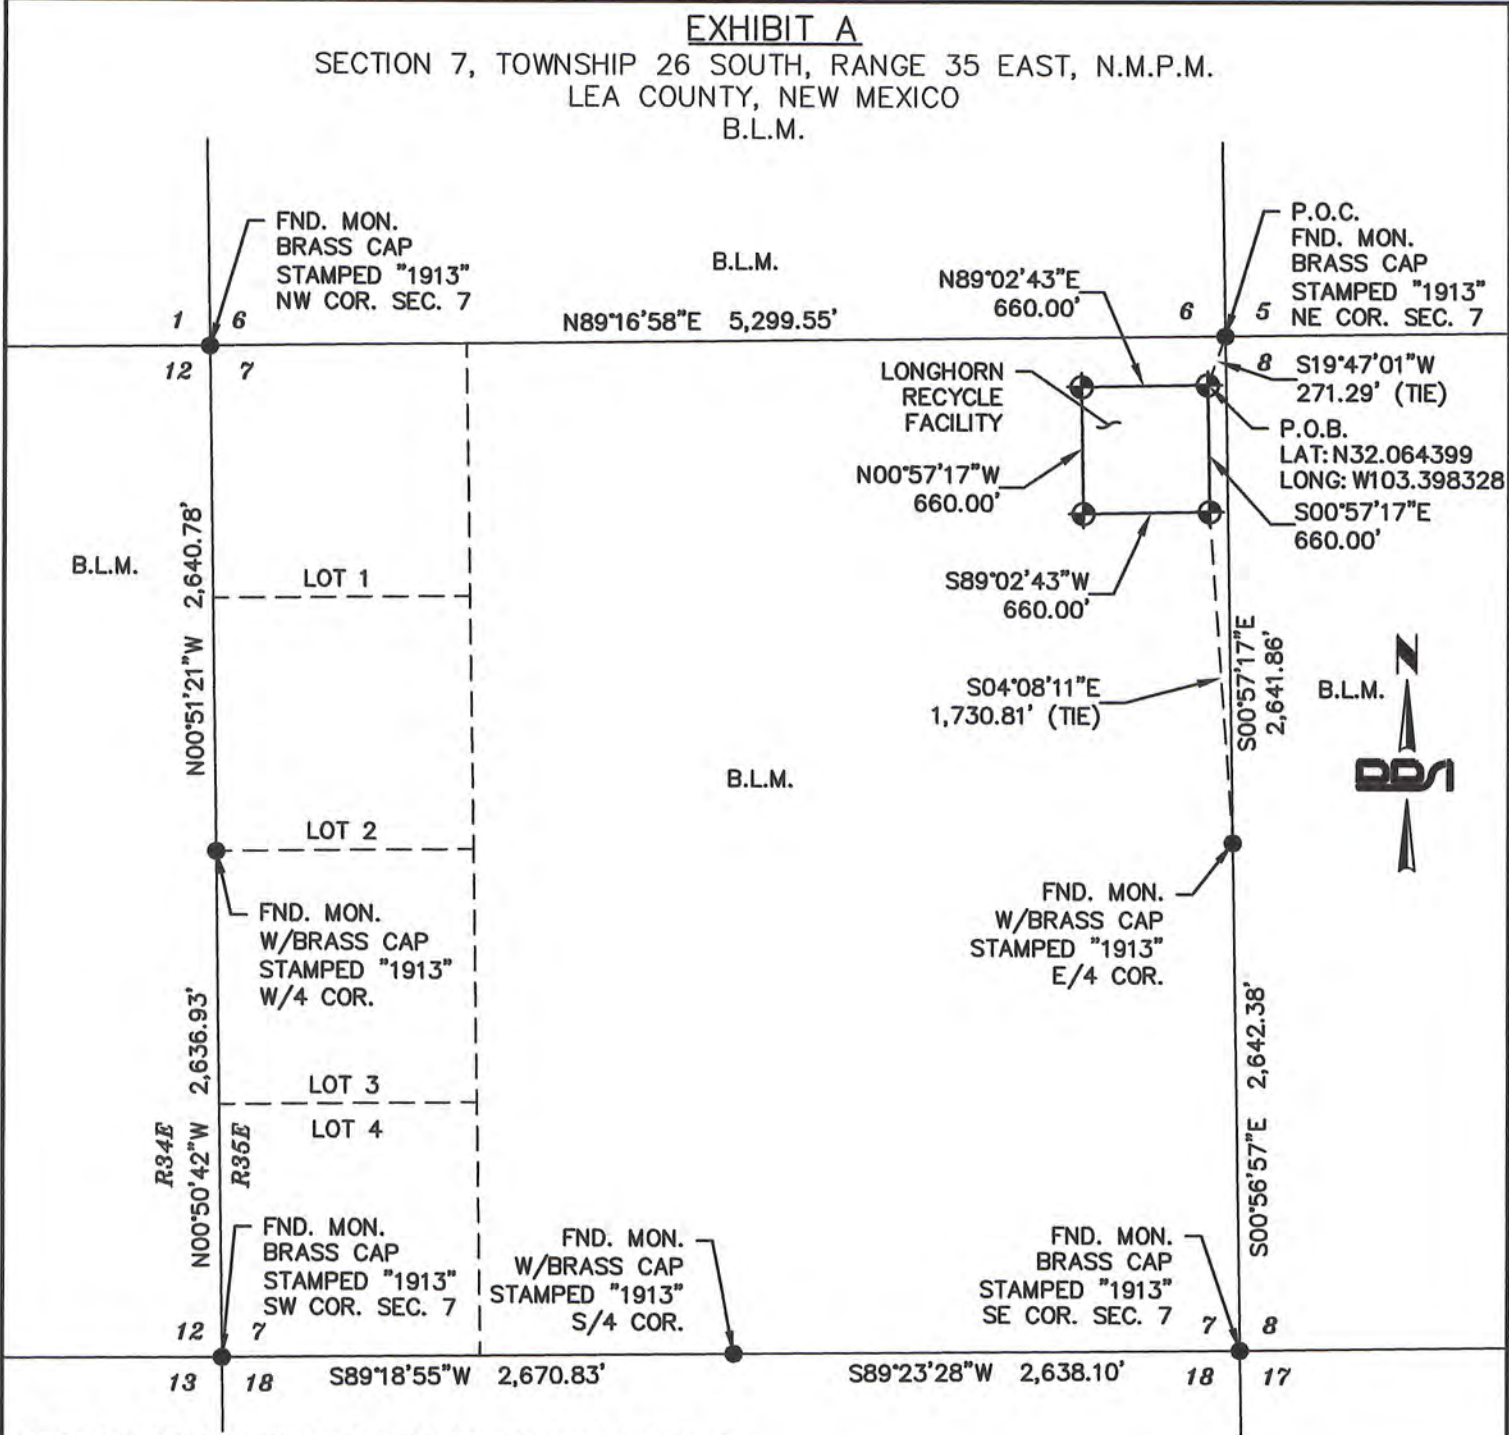 EXHIBIT A
SECTION 7, TOWNSHIP 26 SOUTH, RANGE 35 EAST, N.M.P.M.
LEA COUNTY, NEW MEXICO
B.L.M.
FND. MON.
BRASS CAP
STAMPED "1913"
NW COR. SEC. 7
B.L.M.
P.O.C.
FND. MON.
BRASS CAP
STAMPED "1913"
NE COR. SEC. 7
N89°02'43"E
660.00'
1 6
N89°16'58"E 5,299.55'
6 5
12 7
8
S19°47'01"W
271.29' (TIE)
LONGHORN
RECYCLE
FACILITY
P.O.B.
LAT: N32.064399
LONG: W103.398328
N00°57'17"W
660.00'
S00°57'17"E
660.00'
S89°02'43"W
660.00'
B.L.M.
N00°51'21"W 2,640.78'
LOT 1
S04°08'11"E
1,730.81' (TIE)
S00°57'17"E
2,641.86'
B.L.M.
N
B.L.M.
LOT 2
FND. MON.
W/BRASS CAP
STAMPED "1913"
W/4 COR.
FND. MON.
W/BRASS CAP
STAMPED "1913"
E/4 COR.
LOT 3
LOT 4
N00°50'42"W 2,636.93'
R34E
R35E
S00°56'57"E 2,642.38'
FND. MON.
BRASS CAP
STAMPED "1913"
SW COR. SEC. 7
FND. MON.
W/BRASS CAP
STAMPED "1913"
S/4 COR.
FND. MON.
BRASS CAP
STAMPED "1913"
SE COR. SEC. 7
12 7
7 8
13 18
S89°18'55"W 2,670.83'
S89°23'28"W 2,638.10'
18 17